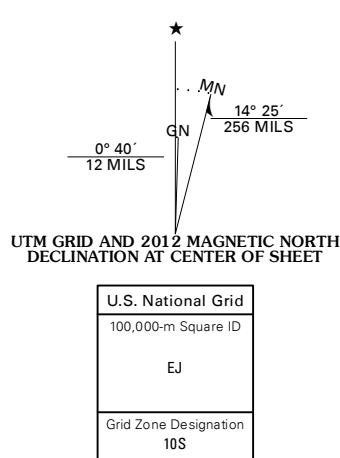 ★
MN
GN
14° 25´
256 MILS
0° 40´
12 MILS
UTM GRID AND 2012 MAGNETIC NORTH
DECLINATION AT CENTER OF SHEET
U.S. National Grid
100,000-m Square ID
EJ
Grid Zone Designation
10S